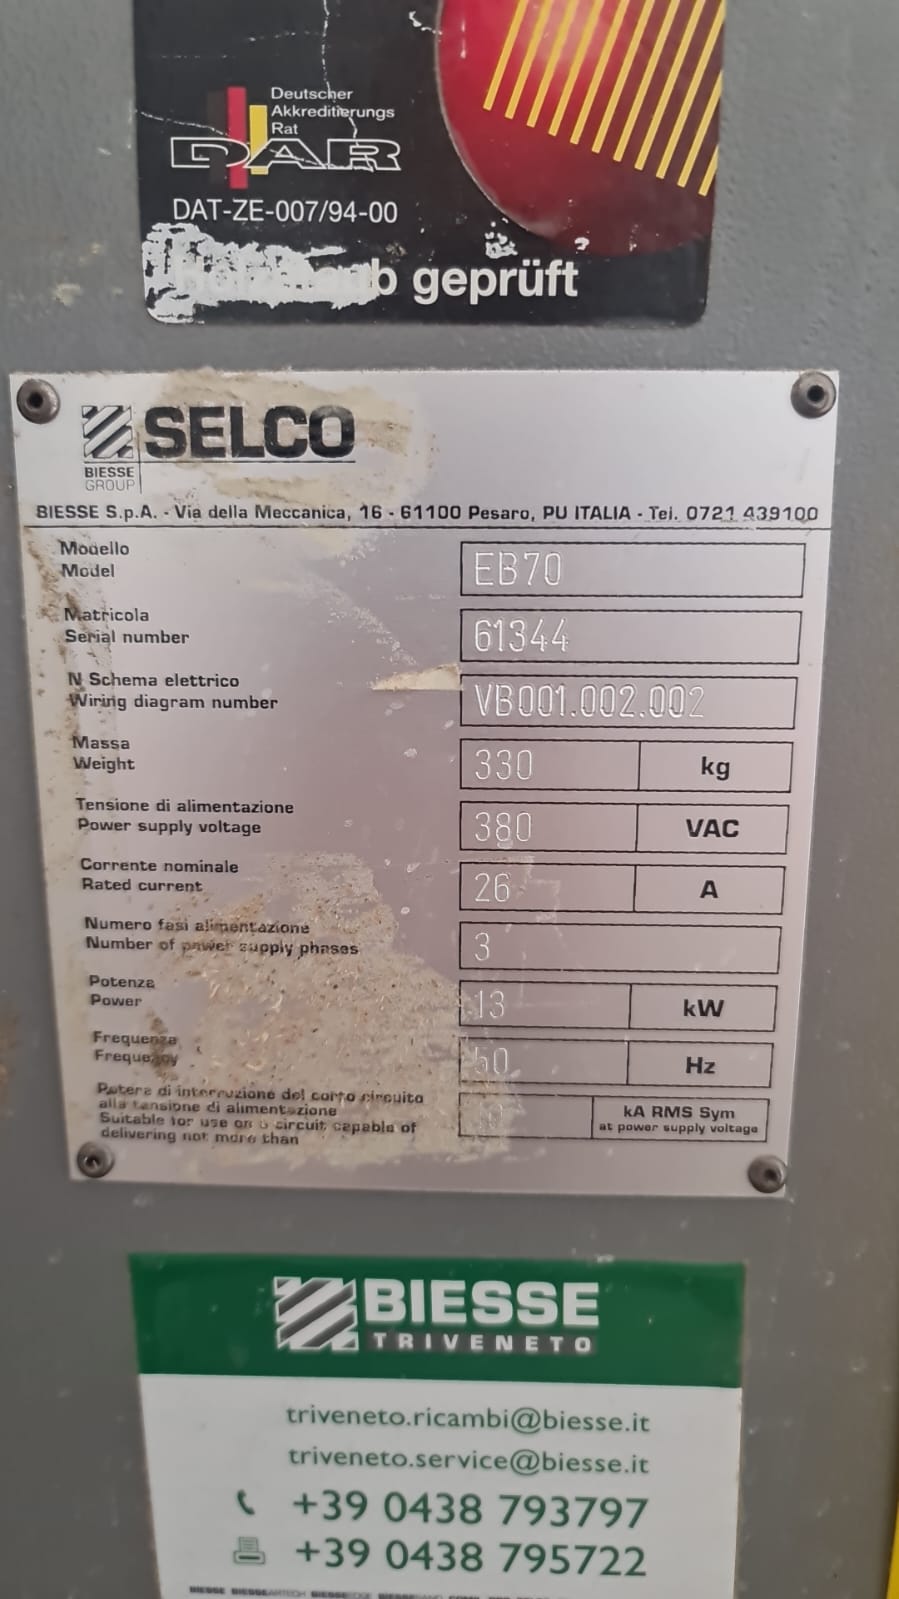 Deutscher
Akkreditierungs
Rat
DAR
DAT-ZE-007/94-00
geprüft
SELCO
BIESSE
GROUP
BIESSE S.p.A. - Via della Meccanica, 16 - 61100 Pesaro, PU ITALIA - Tel. 0721 439100
Modello
Model
EB70
Matricola
Serial number
61344
N Schema elettrico
Wiring diagram number
VB001.002.002
Massa
Weight
330 kg
Tensione di alimentazione
Power supply voltage
380 VAC
Corrente nominale
Rated current
26 A
Numero fasi alimentazione
Number of power supply phases
3
Potenza
Power
13 kW
Frequenza
Frequency
50 Hz
Potere di interruzione del corto circuito
alla tensione di alimentazione
Suitable for use on a circuit capable of
delivering not more than
kA RMS Sym
at power supply voltage
BIESSE
TRIVENETO
triveneto.ricambi@biesse.it
triveneto.service@biesse.it
+39 0438 793797
+39 0438 795722